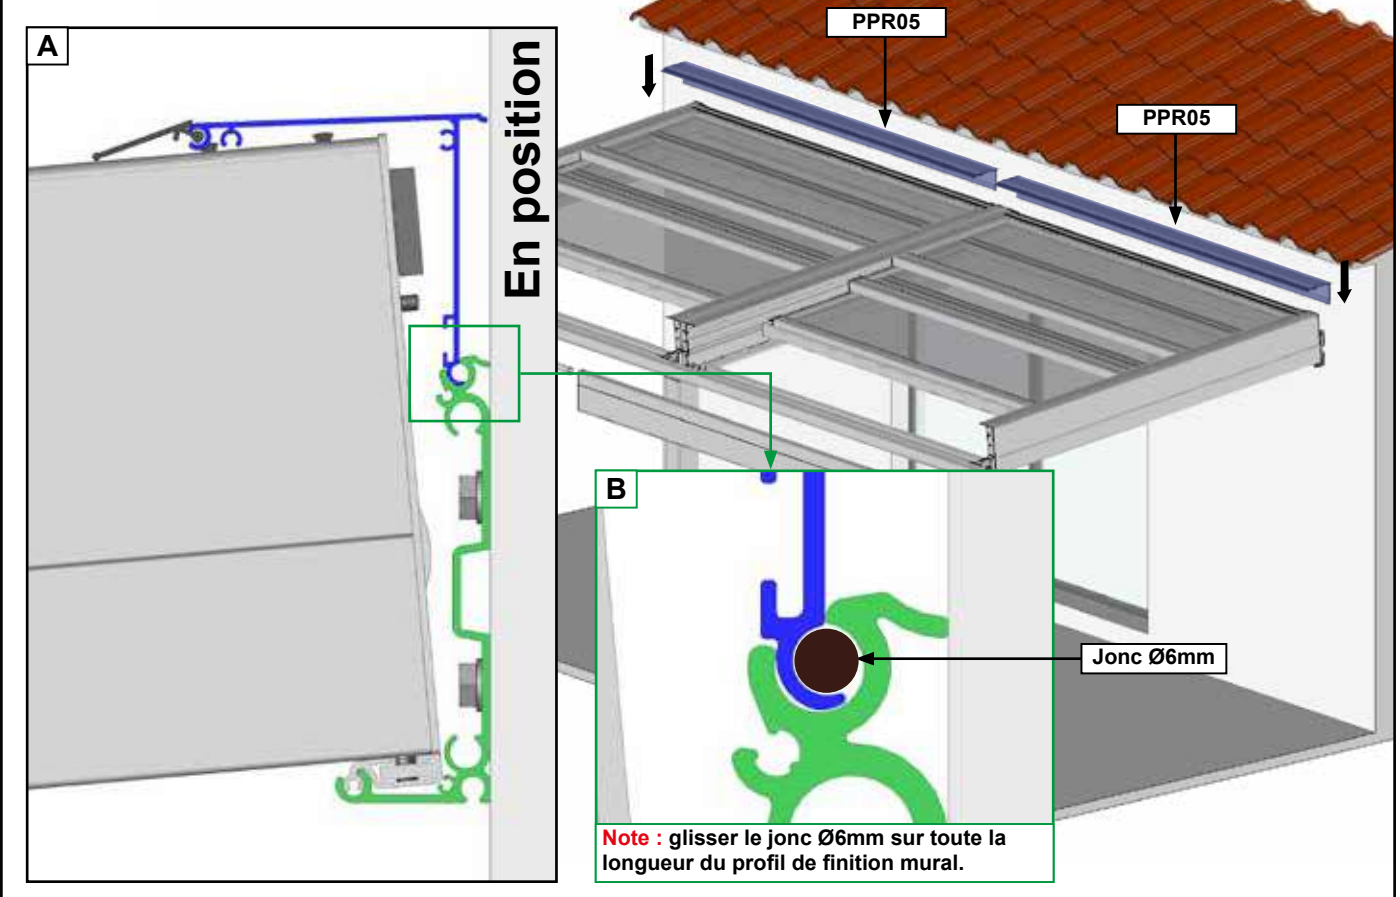 A
En position
PPR05
PPR05
B
Jonc Ø6mm
Note : glisser le jonc Ø6mm sur toute la
longueur du profil de finition mural.